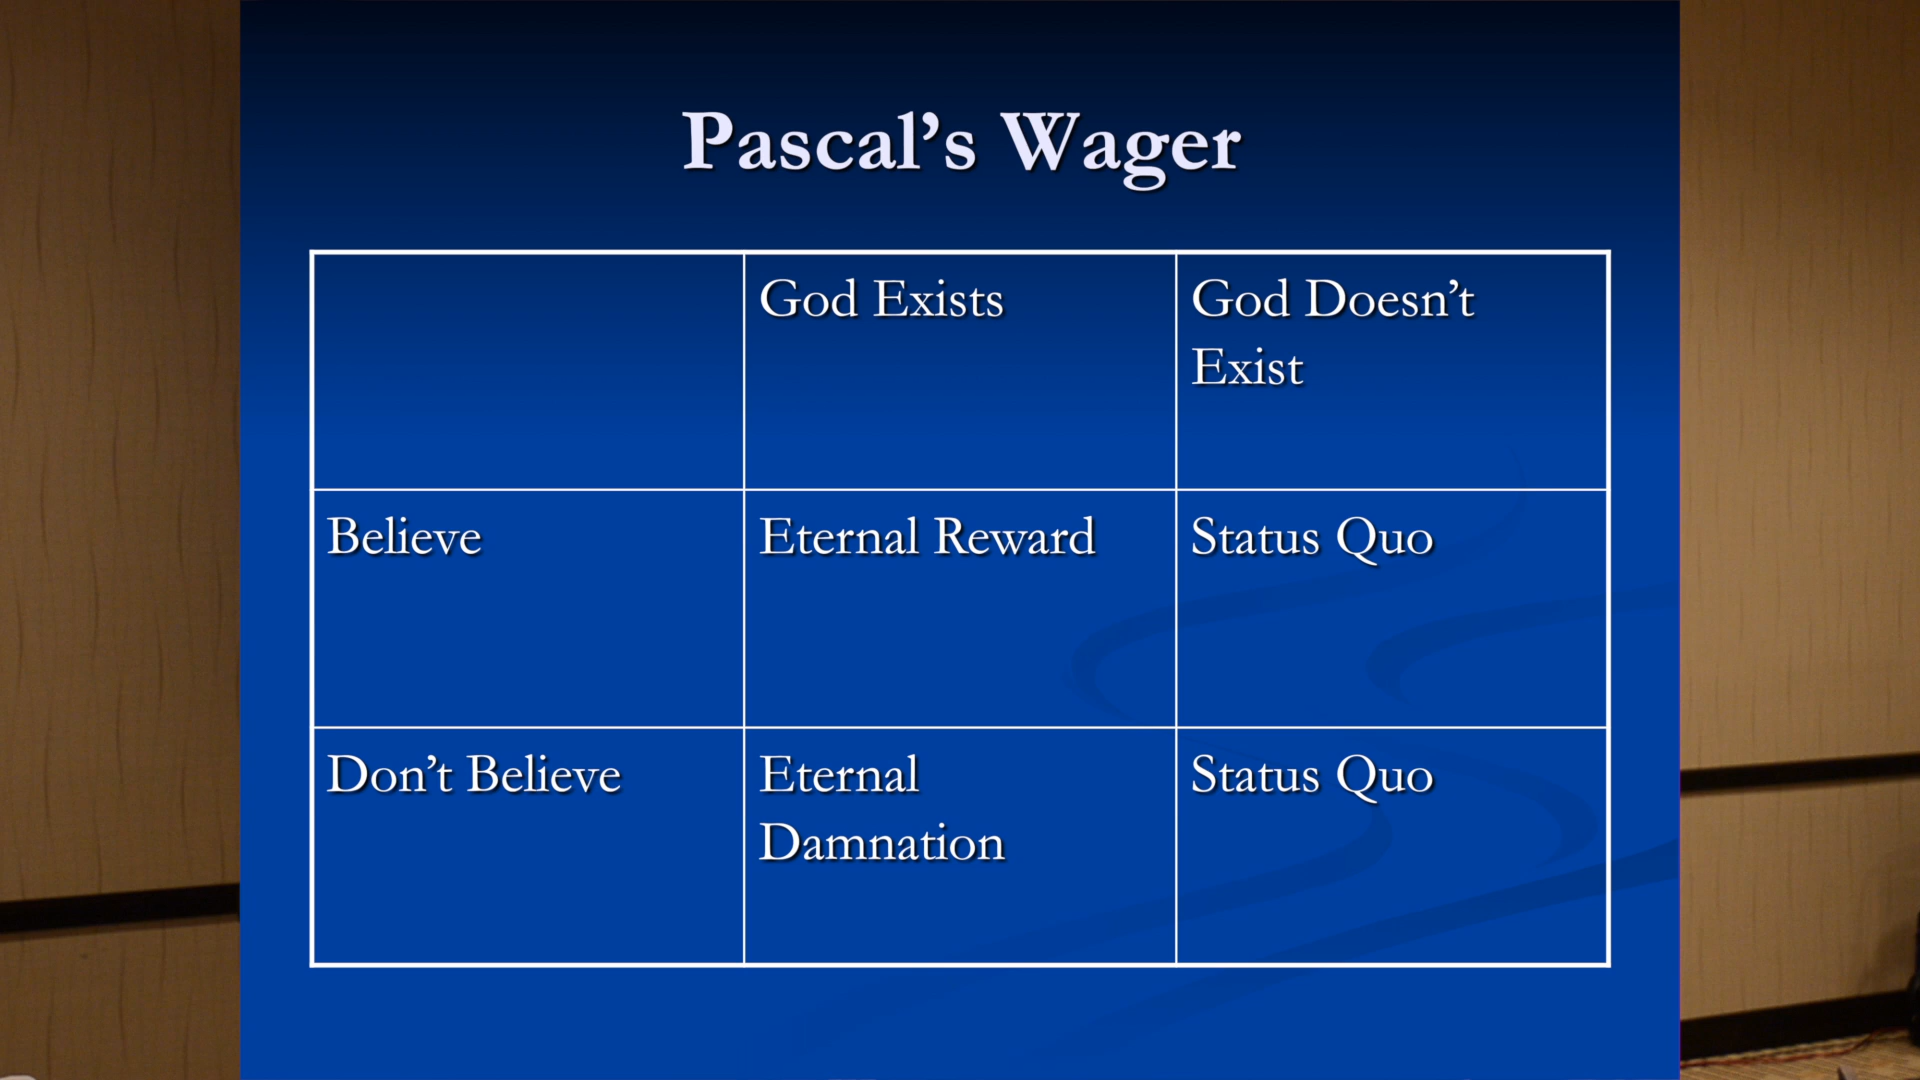 Pascal’s Wager
God Exists
God Doesn’t
Exist
Believe
Eternal Reward
Status Quo
Don’t Believe
Eternal
Damnation
Status Quo